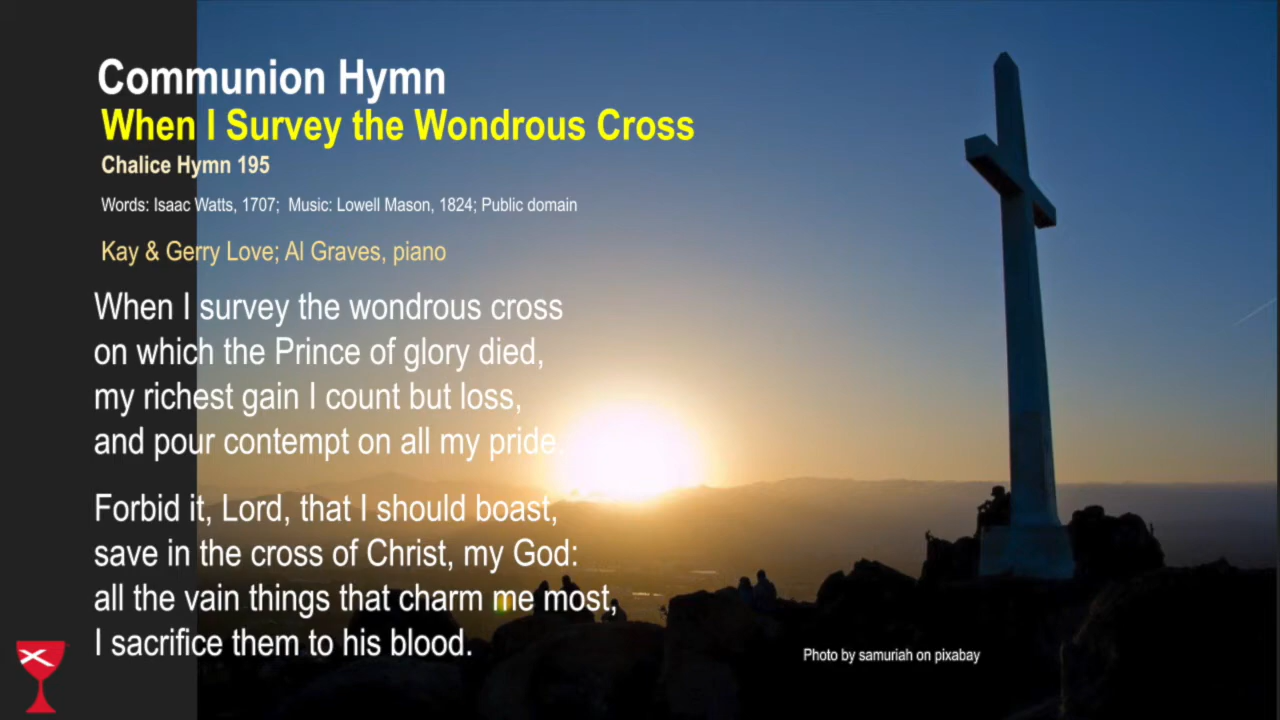 Communion Hymn
When I Survey the Wondrous Cross
Chalice Hymn 195
Words: Isaac Watts, 1707;  Music: Lowell Mason, 1824; Public domain
Kay & Gerry Love; Al Graves, piano
When I survey the wondrous cross
on which the Prince of glory died,
my richest gain I count but loss,
and pour contempt on all my pride.
Forbid it, Lord, that I should boast,
save in the cross of Christ, my God:
all the vain things that charm me most,
I sacrifice them to his blood.
Photo by samuriah on pixabay